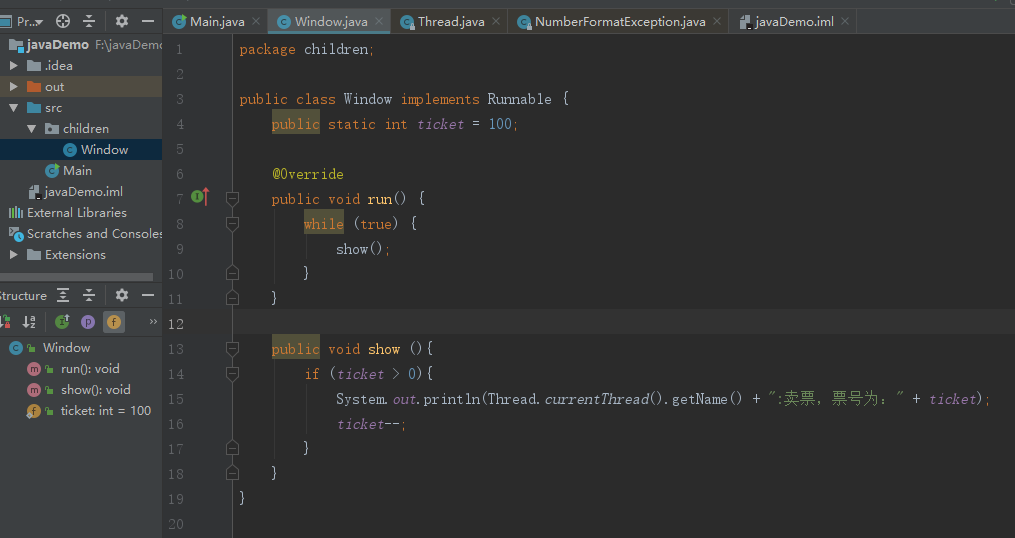 Pr...
Main.java
Window.java
Thread.java
NumberFormatException.java
javaDemo.iml
javaDemo F:\javaDemo
.idea
out
src
children
Window
Main
javaDemo.iml
External Libraries
Scratches and Consoles
Extensions
Structure
Window
run(): void
show(): void
ticket: int = 100
1 package children;
2
3 public class Window implements Runnable {
4 public static int ticket = 100;
5
6 @Override
7 public void run() {
8 while (true) {
9 show();
10 }
11 }
12
13 public void show (){
14 if (ticket > 0){
15 System.out.println(Thread.currentThread().getName() + ":卖票，票号为：" + ticket);
16 ticket--;
17 }
18 }
19 }
20